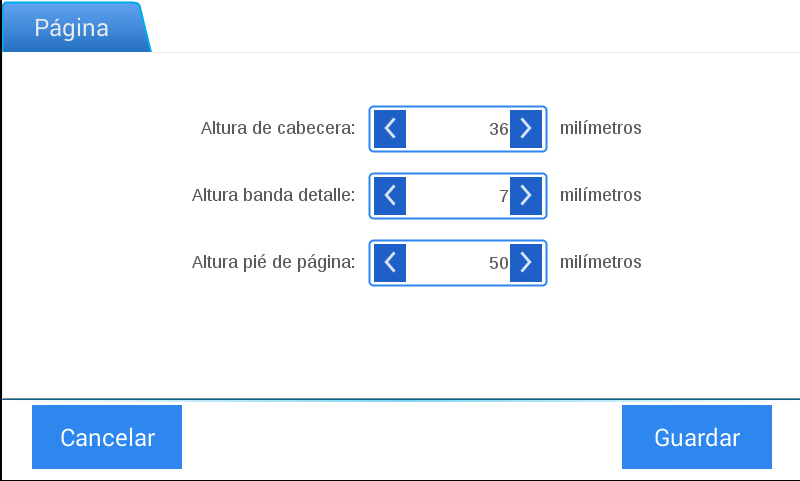 Página
Altura de cabecera: 36 milímetros
Altura banda detalle: 7 milímetros
Altura pié de página: 50 milímetros
Cancelar Guardar